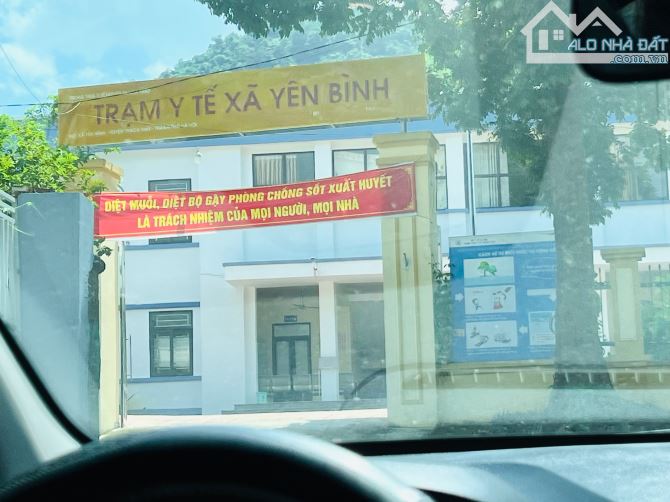 ALO NHÀ ĐẤT
.com.vn
TRẠM Y TẾ XÃ YÊN BÌNH
DIỆT MUỖI, DIỆT BỌ GẬY PHÒNG CHỐNG SỐT XUẤT HUYẾT
LÀ TRÁCH NHIỆM CỦA MỌI NGƯỜI, MỌI NHÀ